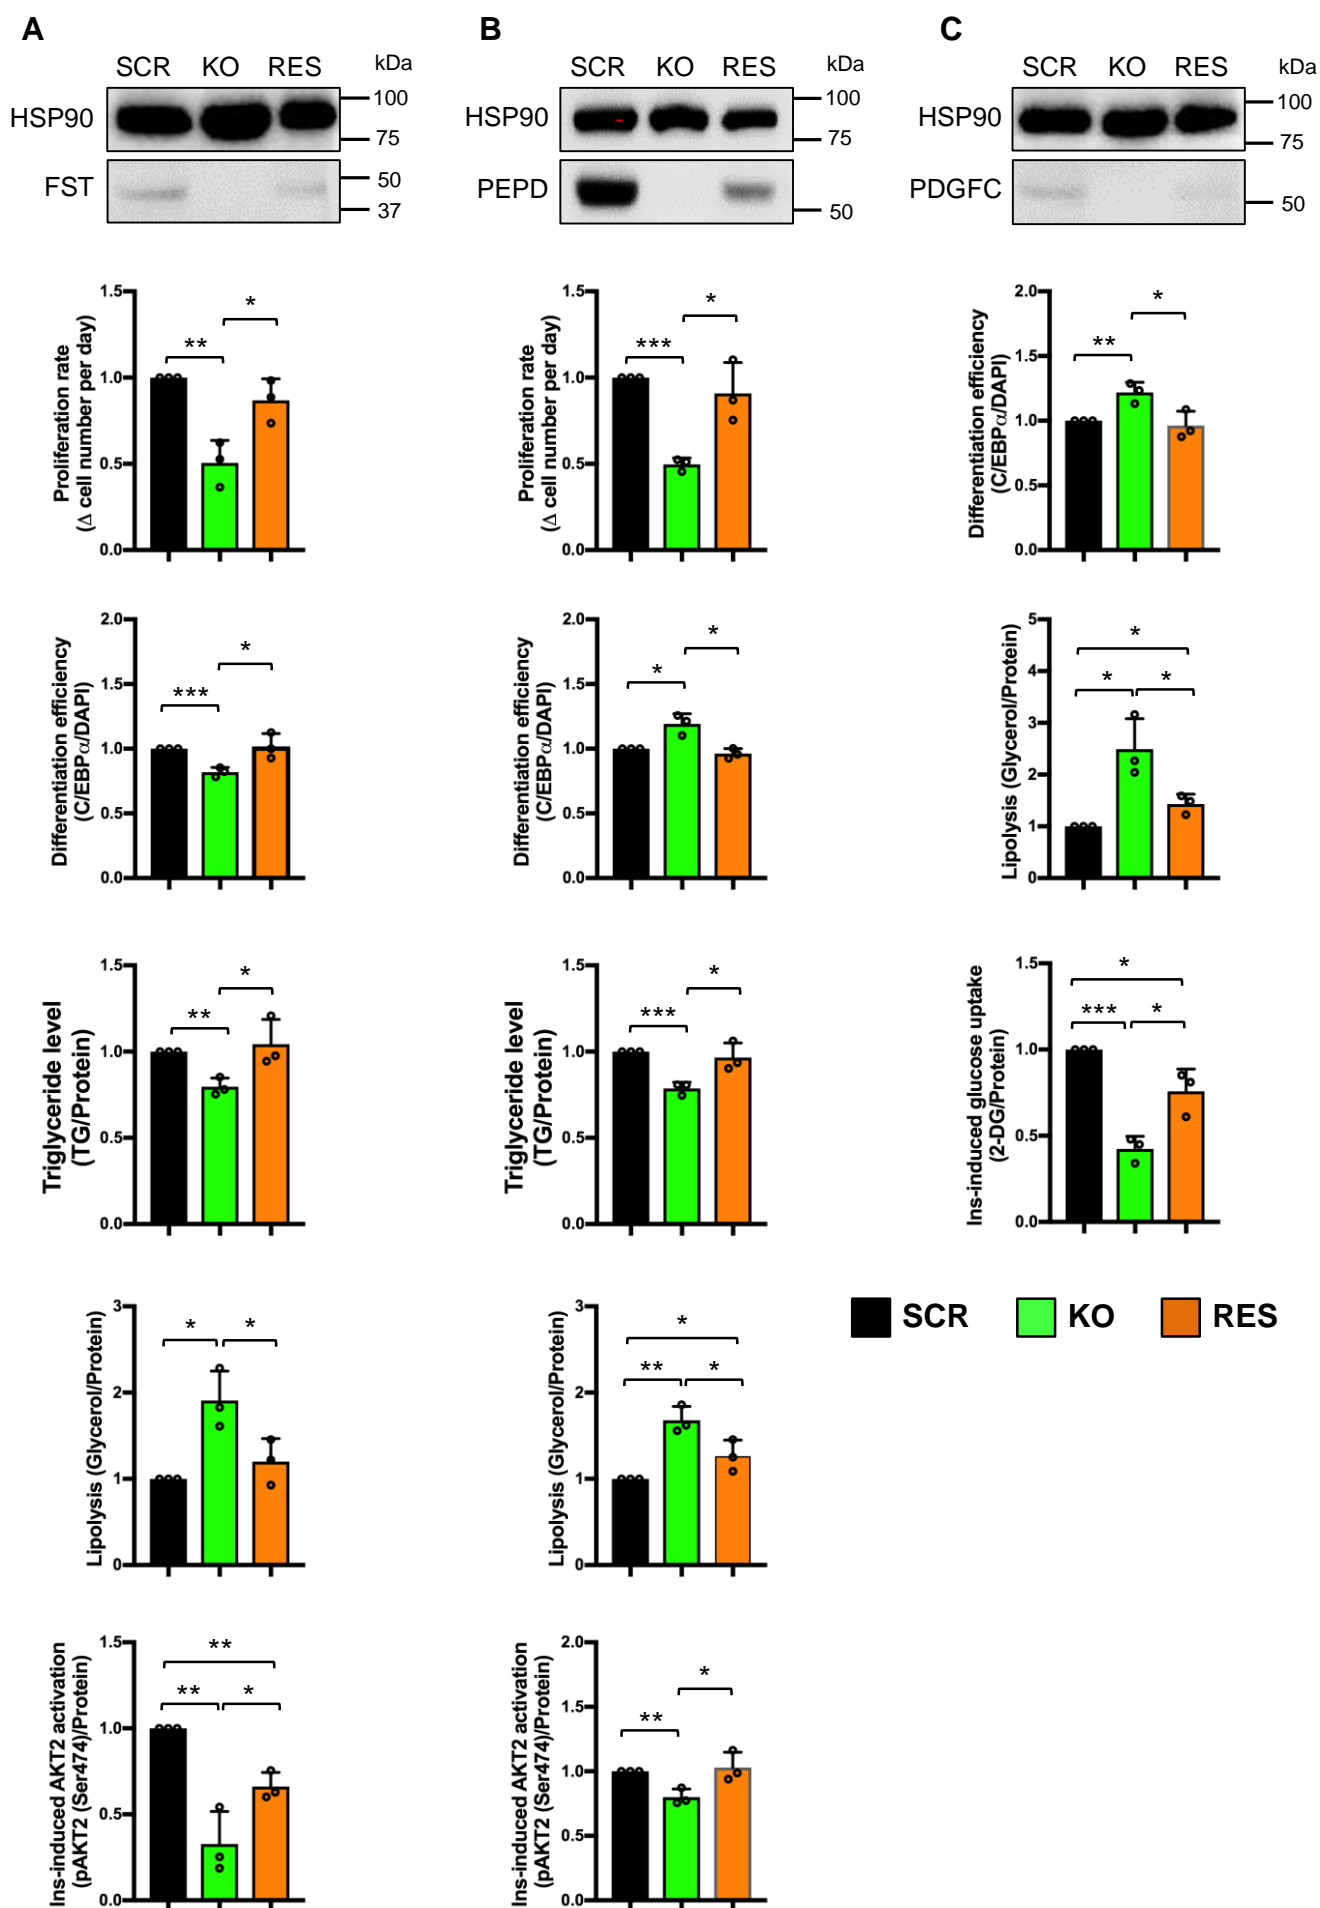 A
SCR KO RES kDa
HSP90
100
75
FST
50
37
1.5
1.0
0.5
0.0
Proliferation rate
(Δ cell number per day)
** *
2.0
1.5
1.0
0.5
0.0
Differentiation efficiency
(C/EBPα/DAPI)
*** *
1.5
1.0
0.5
0.0
Triglyceride level
(TG/Protein)
** *
3
2
1
0
Lipolysis (Glycerol/Protein)
* *
1.5
1.0
0.5
0.0
Ins-induced AKT2 activation
(pAKT2 (Ser474)/Protein)
**
** *
B
SCR KO RES kDa
HSP90
100
75
PEPD
50
1.5
1.0
0.5
0.0
Proliferation rate
(Δ cell number per day)
*** *
2.0
1.5
1.0
0.5
0.0
Differentiation efficiency
(C/EBPα/DAPI)
* *
1.5
1.0
0.5
0.0
Triglyceride level
(TG/Protein)
*** *
3
2
1
0
Lipolysis (Glycerol/Protein)
*
** *
2.0
1.5
1.0
0.5
0.0
Ins-induced AKT2 activation
(pAKT2 (Ser474)/Protein)
** *
C
SCR KO RES kDa
HSP90
100
75
PDGFC
50
2.0
1.5
1.0
0.5
0.0
Differentiation efficiency
(C/EBPα/DAPI)
** *
5
4
3
2
1
0
Lipolysis (Glycerol/Protein)
*
* *
1.5
1.0
0.5
0.0
Ins-induced glucose uptake
(2-DG/Protein)
*
*** *
SCR KO RES